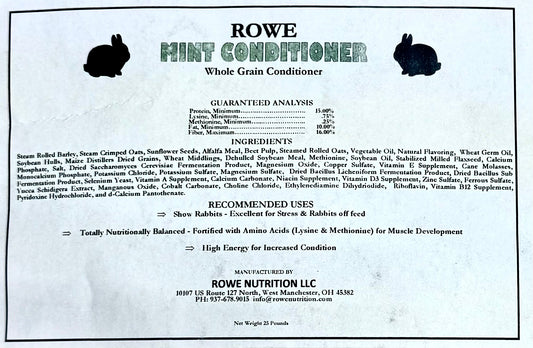 ROWE
MINT CONDITIONER
Whole Grain Conditioner
GUARANTEED ANALYSIS
Protein, Minimum 15.00%
Lysine, Minimum .75%
Methionine, Minimum .25%
Fat, Minimum 10.00%
Fiber, Maximum 16.00%
INGREDIENTS
Steam Rolled Barley, Steam Crimped Oats, Sunflower Seeds, Alfalfa Meal, Beet Pulp, Steamed Rolled Oats, Vegetable Oil, Natural Flavoring, Wheat Germ Oil,
Soybean Hulls, Maize Distillers Dried Grains, Wheat Middlings, Dehulled Soybean Meal, Methionine, Soybean Oil, Stabilized Milled Flaxseed, Calcium
Phosphate, Salt, Dried Saccharomyces Cerevisiae Fermentation Product, Magnesium Oxide, Copper Sulfate, Vitamin E Supplement, Cane Molasses,
Monocalcium Phosphate, Potassium Chloride, Potassium Sulfate, Magnesium Sulfate, Dried Bacillus Licheniform Fermentation Product, Dried Bacillus Sub
Fermentation Product, Selenium Yeast, Vitamin A Supplement, Calcium Carbonate, Niacin Supplement, Vitamin D3 Supplement, Zinc Sulfate, Ferrous Sulfate,
Yucca Schidigera Extract, Manganous Oxide, Cobalt Carbonate, Choline Chloride, Ethylenediamine Dihydriodide, Riboflavin, Vitamin B12 Supplement,
Pyridoxine Hydrochloride, and d-Calcium Pantothenate.
RECOMMENDED USES
⇒ Show Rabbits - Excellent for Stress & Rabbits off feed
⇒ Totally Nutritionally Balanced - Fortified with Amino Acids (Lysine & Methionine) for Muscle Development
⇒ High Energy for Increased Condition
MANUFACTURED BY
ROWE NUTRITION LLC
10107 US Route 127 North, West Manchester, OH 45382
PH: 937-678-9015 info@rowenutrition.com
Net Weight 25 Pounds